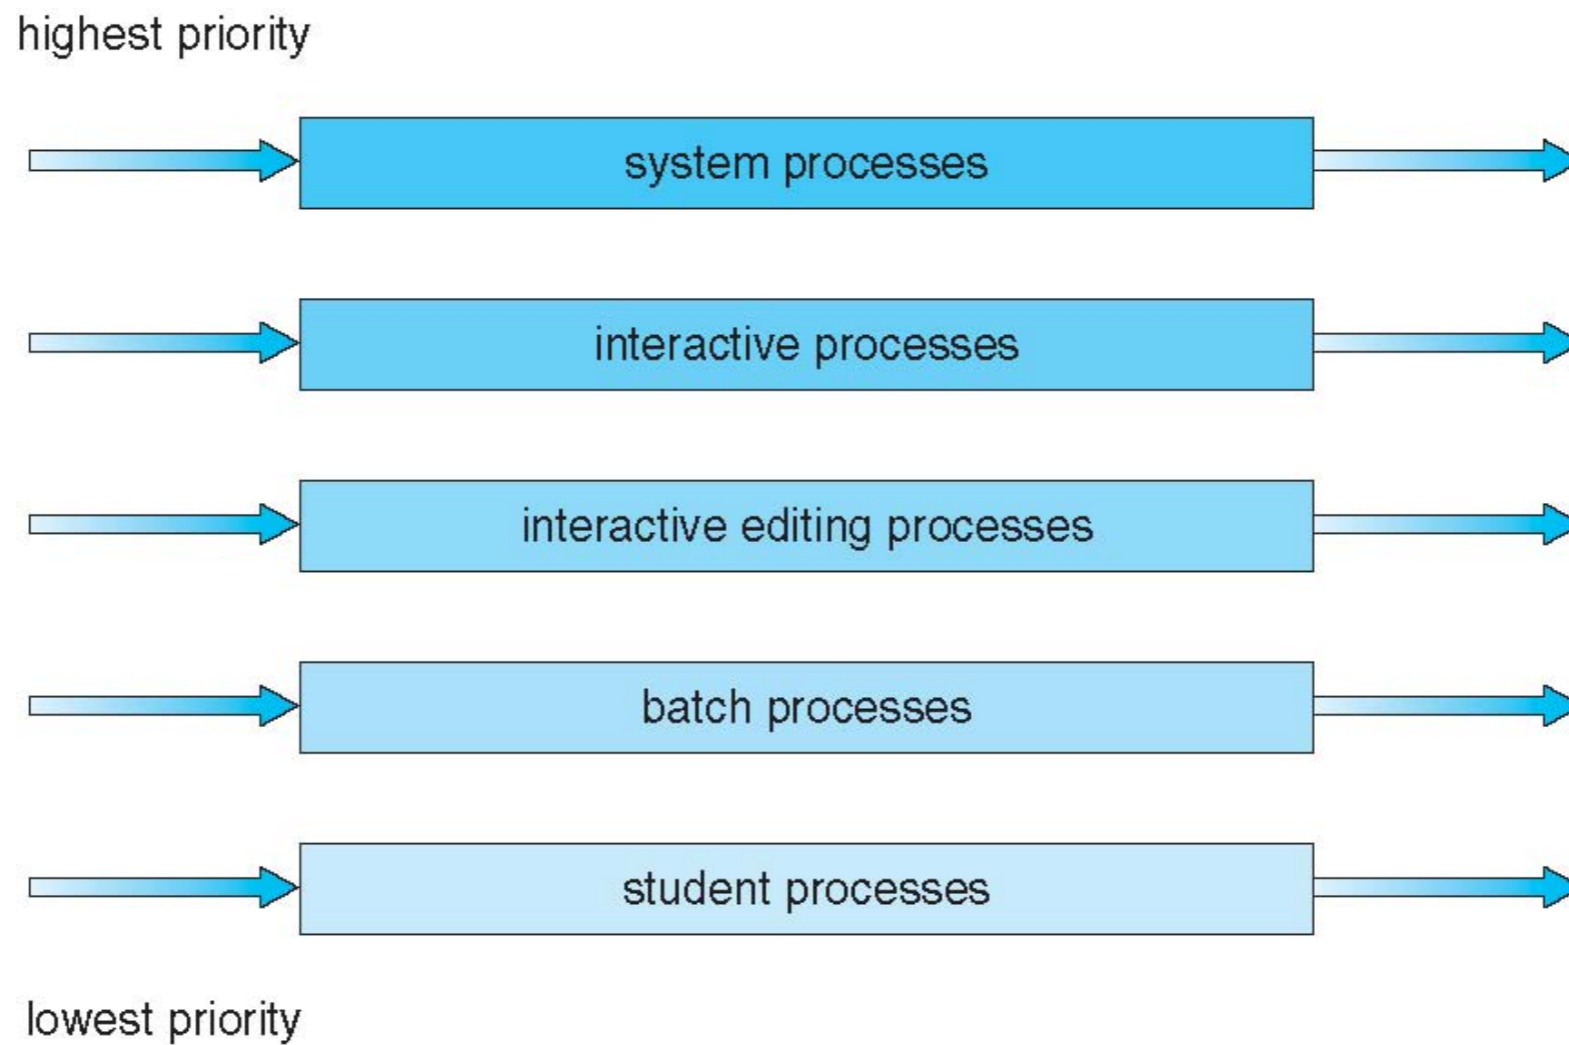 highest priority
system processes
interactive processes
interactive editing processes
batch processes
student processes
lowest priority